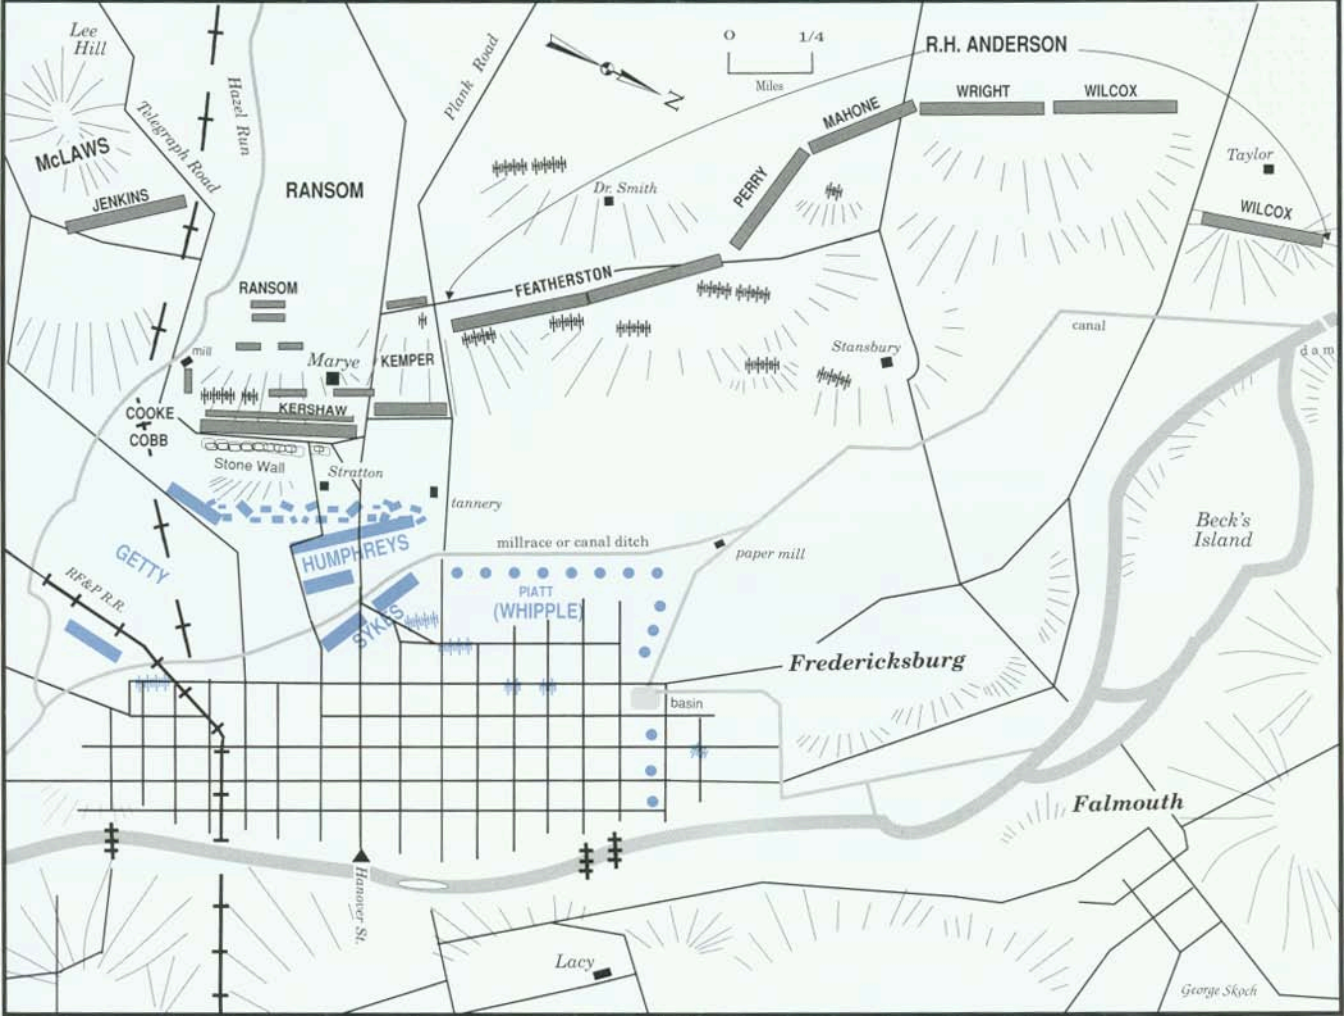 Lee
Hill
Hazel Run
Plank Road
0 1/4
Miles
N
R.H. ANDERSON
WRIGHT
WILCOX
MAHONE
Telegraph Road
McLAWS
JENKINS
RANSOM
Dr. Smith
PERRY
Taylor
WILCOX
RANSOM
FEATHERSTON
mill
Marye
KEMPER
Stansbury
canal
dam
COOKE
COBB
KERSHAW
Stone Wall
Stratton
tannery
Beck's
Island
GETTY
HUMPHREYS
millrace or canal ditch
paper mill
RF&P R.R.
SYKES
PIATT
(WHIPPLE)
Fredericksburg
basin
Falmouth
Hanover St.
Lacy
George Skoch